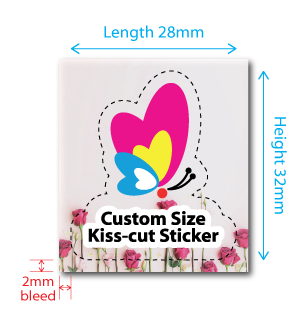 Length 28mm
Height 32mm
Custom Size
Kiss-cut Sticker
2mm
bleed